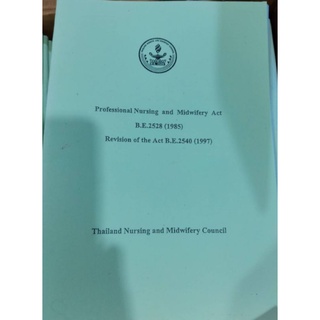 Professional Nursing and Midwifery Act
B.E.2528 (1985)
Revision of the Act B.E.2540 (1997)
Thailand Nursing and Midwifery Council